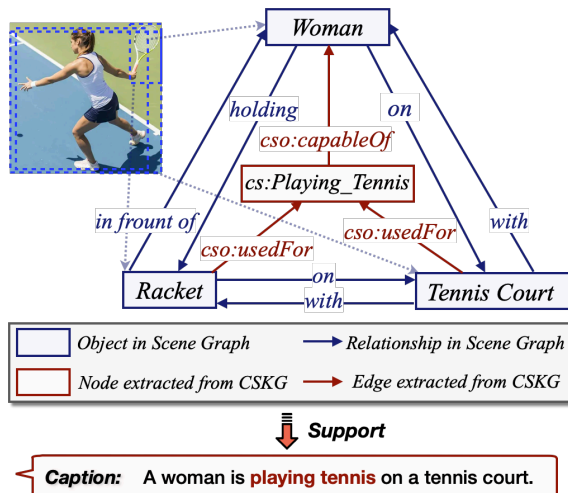 Woman
holding
on
cso:capableOf
cs:Playing_Tennis
in frount of
with
cso:usedFor
cso:usedFor
Racket
on
with
Tennis Court
Object in Scene Graph
Relationship in Scene Graph
Node extracted from CSKG
Edge extracted from CSKG
Support
Caption: A woman is playing tennis on a tennis court.